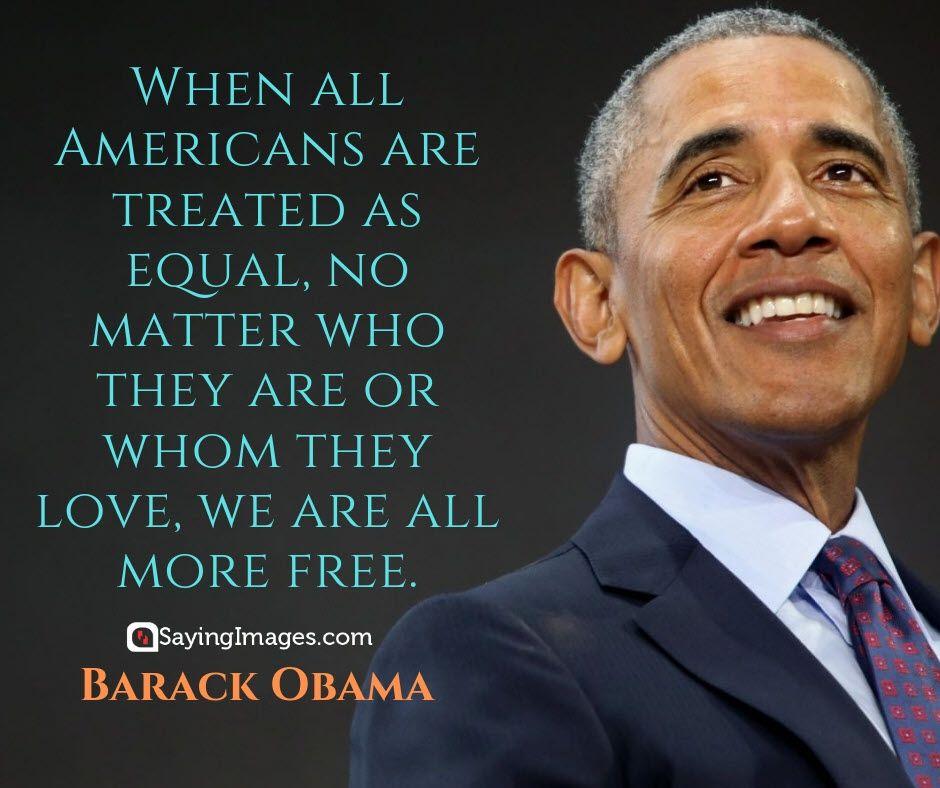 When all
Americans are
treated as
equal, no
matter who
they are or
whom they
love, we are all
more free.
SayingImages.com
Barack Obama